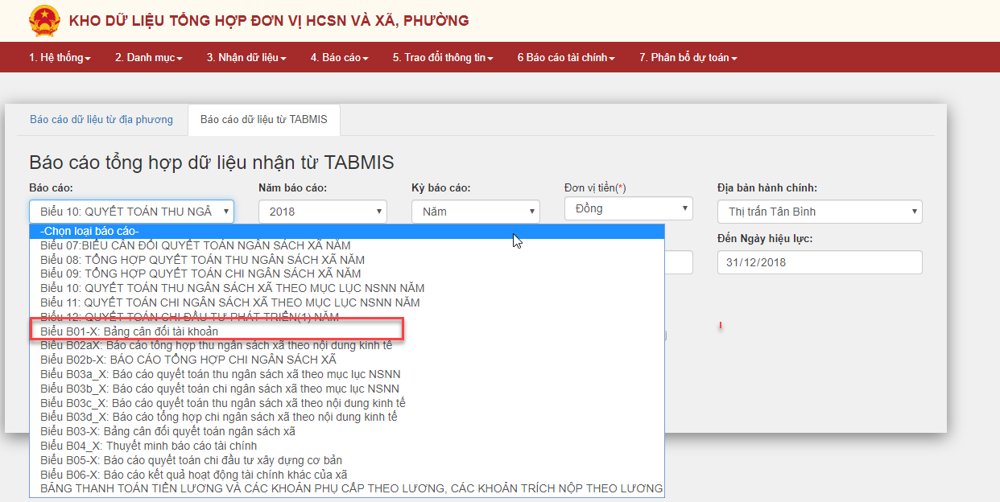 KHO DỮ LIỆU TỔNG HỢP ĐƠN VỊ HCSN VÀ XÃ, PHƯỜNG
1. Hệ thống 2. Danh mục 3. Nhận dữ liệu 4. Báo cáo 5. Trao đổi thông tin 6 Báo cáo tài chính 7. Phân bổ dự toán
Báo cáo dữ liệu từ địa phương Báo cáo dữ liệu từ TABMIS
Báo cáo tổng hợp dữ liệu nhận từ TABMIS
Báo cáo: Năm báo cáo: Kỳ báo cáo: Đơn vị tiền(*) Địa bàn hành chính:
Biểu 10: QUYẾT TOÁN THU NGÂ 2018 Năm Đồng Thị trấn Tân Bình
-Chọn loại báo cáo-
Đến Ngày hiệu lực:
31/12/2018
Biểu 07:BIỂU CÂN ĐỐI QUYẾT TOÁN NGÂN SÁCH XÃ NĂM
Biểu 08: TỔNG HỢP QUYẾT TOÁN THU NGÂN SÁCH XÃ NĂM
Biểu 09: TỔNG HỢP QUYẾT TOÁN CHI NGÂN SÁCH XÃ NĂM
Biểu 10: QUYẾT TOÁN THU NGÂN SÁCH XÃ THEO MỤC LỤC NSNN NĂM
Biểu 11: QUYẾT TOÁN CHI NGÂN SÁCH XÃ THEO MỤC LỤC NSNN NĂM
Biểu 12: QUYẾT TOÁN CHI ĐẦU TƯ PHÁT TRIỂN(1) NĂM
Biểu B01-X: Bảng cân đối tài khoản
Biểu B02aX: Báo cáo tổng hợp thu ngân sách xã theo nội dung kinh tế
Biểu B02b-X: BÁO CÁO TỔNG HỢP CHI NGÂN SÁCH XÃ
Biểu B03a_X: Báo cáo quyết toán thu ngân sách xã theo mục lục NSNN
Biểu B03b_X: Báo cáo quyết toán chi ngân sách xã theo mục lục NSNN
Biểu B03c_X: Báo cáo quyết toán thu ngân sách xã theo nội dung kinh tế
Biểu B03d_X: Báo cáo tổng hợp chi ngân sách xã theo nội dung kinh tế
Biểu B03-X: Bảng cân đối quyết toán ngân sách xã
Biểu B04_X: Thuyết minh báo cáo tài chính
Biểu B05-X: Báo cáo quyết toán chi đầu tư xây dựng cơ bản
Biểu B06-X: Báo cáo kết quả hoạt động tài chính khác của xã
BẢNG THANH TOÁN TIỀN LƯƠNG VÀ CÁC KHOẢN PHỤ CẤP THEO LƯƠNG, CÁC KHOẢN TRÍCH NỘP THEO LƯƠNG